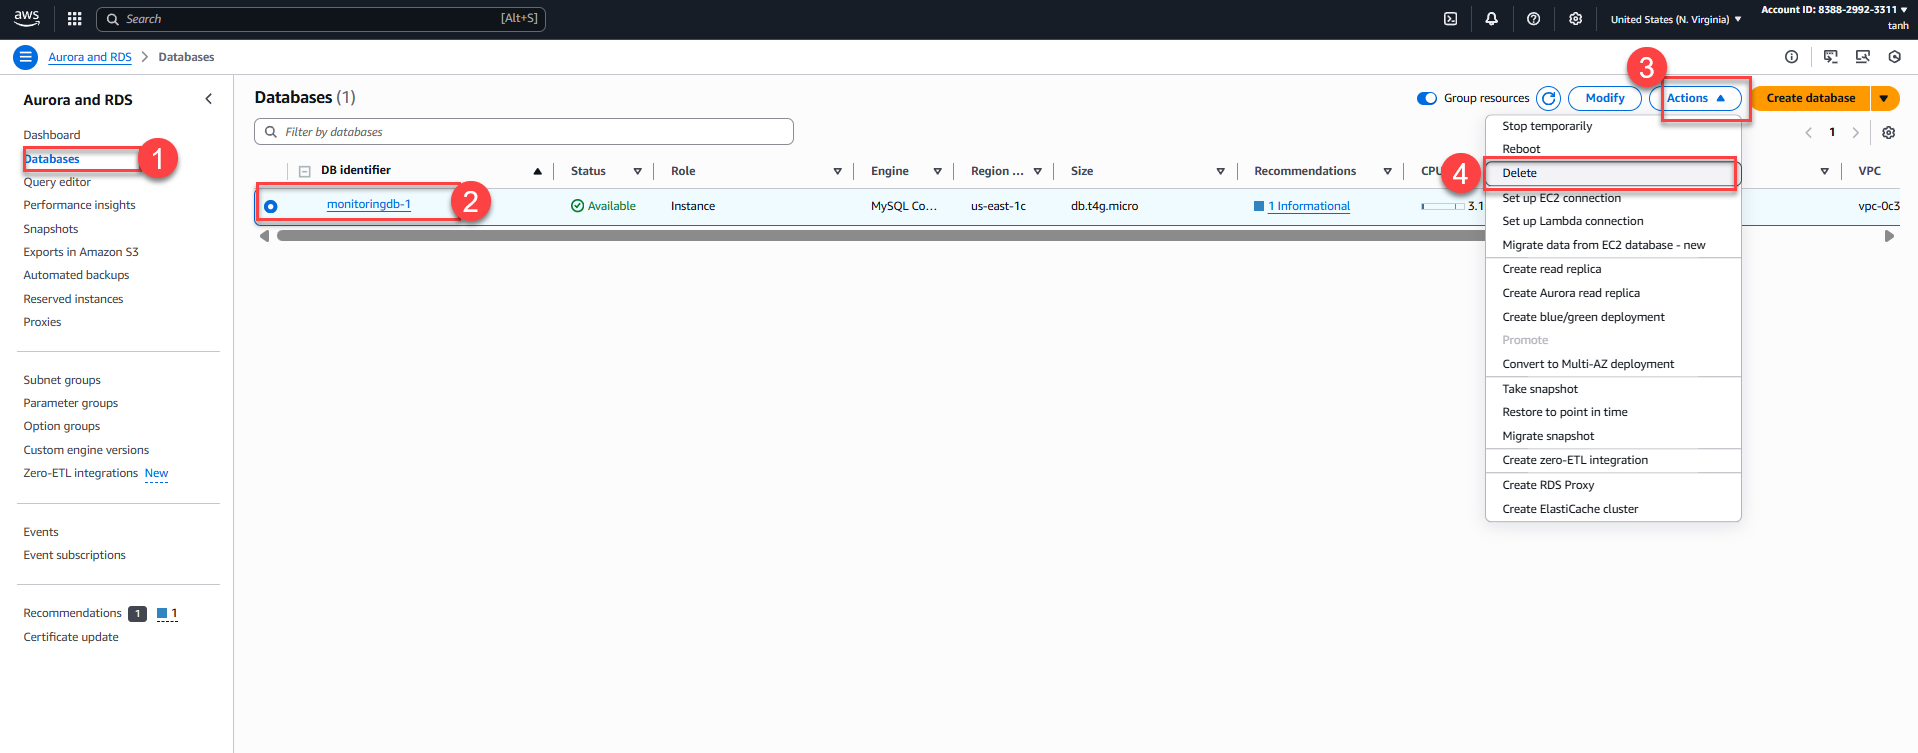 aws
Search
[Alt+S]
United States (N. Virginia)
Account ID: 8388-2992-3311
tanh
Aurora and RDS > Databases
Aurora and RDS
Dashboard
Databases
1
Query editor
Performance insights
Snapshots
Exports in Amazon S3
Automated backups
Reserved instances
Proxies
Subnet groups
Parameter groups
Option groups
Custom engine versions
Zero-ETL integrations New
Events
Event subscriptions
Recommendations 1 1
Certificate update
Databases (1)
Group resources
Modify
3
Actions
Create database
Filter by databases
1
DB identifier
Status
Role
Engine
Region ...
Size
Recommendations
CPU
VPC
monitoringdb-1
2
Available
Instance
MySQL Co...
us-east-1c
db.t4g.micro
1 Informational
3.1
vpc-0c3
Stop temporarily
Reboot
4
Delete
Set up EC2 connection
Set up Lambda connection
Migrate data from EC2 database - new
Create read replica
Create Aurora read replica
Create blue/green deployment
Promote
Convert to Multi-AZ deployment
Take snapshot
Restore to point in time
Migrate snapshot
Create zero-ETL integration
Create RDS Proxy
Create ElastiCache cluster